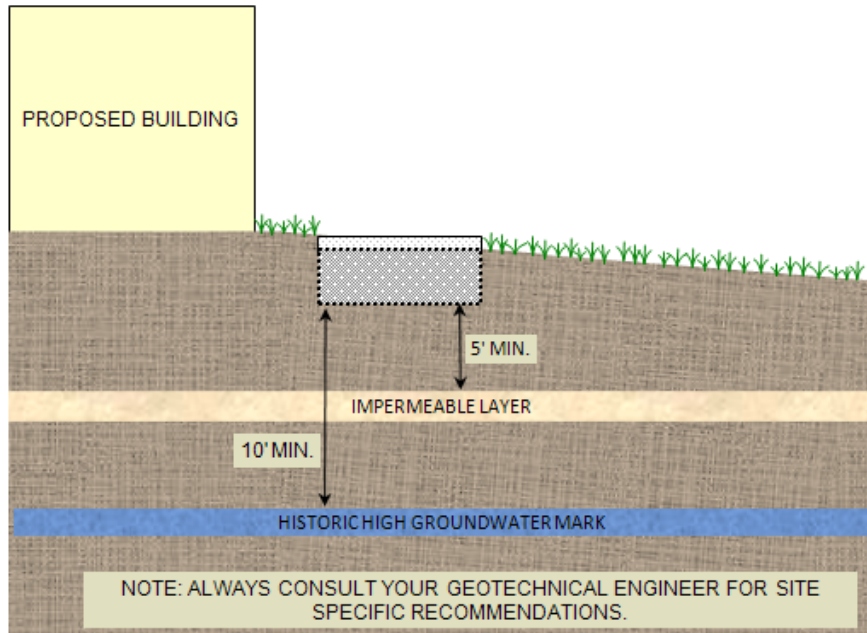 PROPOSED BUILDING
5' MIN.
IMPERMEABLE LAYER
10' MIN.
HISTORIC HIGH GROUNDWATER MARK
NOTE: ALWAYS CONSULT YOUR GEOTECHNICAL ENGINEER FOR SITE
SPECIFIC RECOMMENDATIONS.